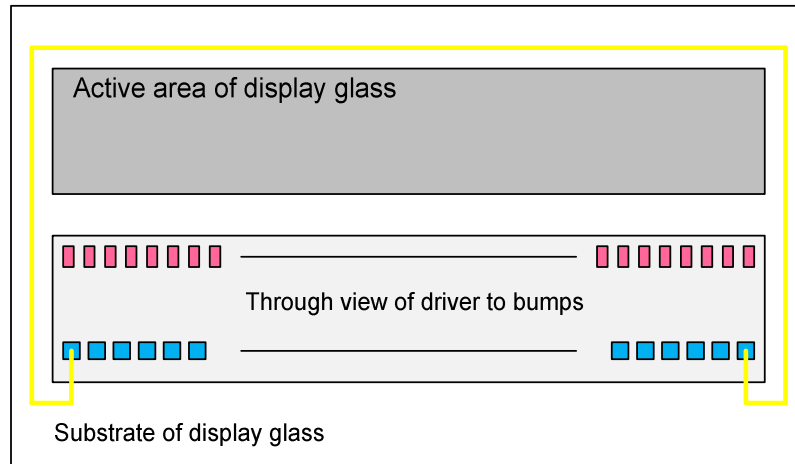 Active area of display glass
Through view of driver to bumps
Substrate of display glass